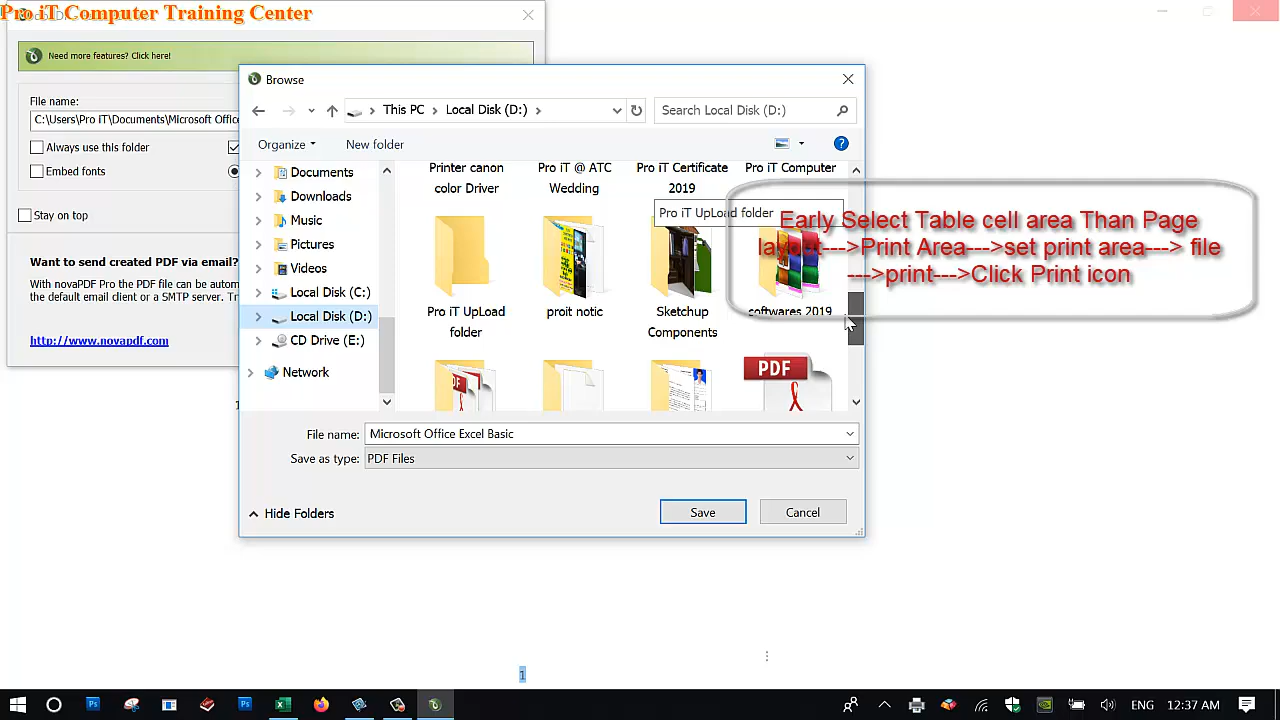 Pro iT Computer Training Center
Need more features? Click here!
File name:
C:\Users\Pro iT\Documents\Microsoft Office
Always use this folder
Embed fonts
Stay on top
Want to send created PDF via email?
With novaPDF Pro the PDF file can be autom
the default email client or a SMTP server. Tr
http://www.novapdf.com
Browse
This PC
Local Disk (D:)
Search Local Disk (D:)
Organize
New folder
Documents
Downloads
Music
Pictures
Videos
Local Disk (C:)
Local Disk (D:)
CD Drive (E:)
Network
Printer canon
color Driver
Pro iT @ ATC
Wedding
Pro iT Certificate
2019
Pro iT Computer
Pro iT UpLoad folder
Pro iT UpLoad
folder
proit notic
Sketchup
Components
softwares 2019
PDF
PDF
File name:
Microsoft Office Excel Basic
Save as type:
PDF Files
Hide Folders
Save
Cancel
Early Select Table cell area Than Page
layout--->Print Area--->set print area---> file
--->print--->Click Print icon
1
ENG
12:37 AM